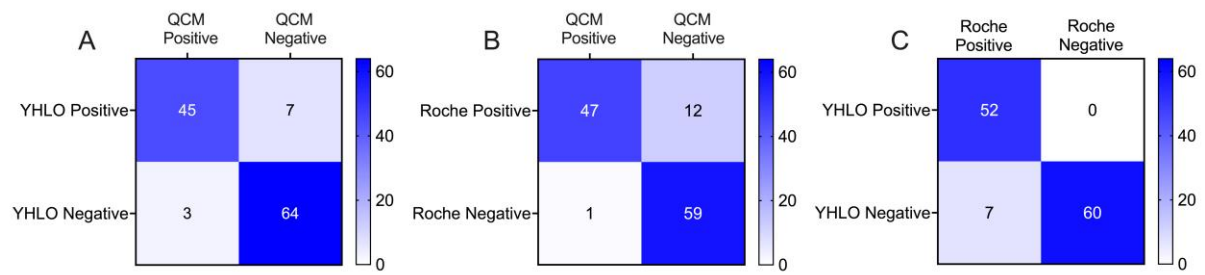 A
QCM
Positive
QCM
Negative
YHLO Positive
45
7
YHLO Negative
3
64
60
40
20
0
B
QCM
Positive
QCM
Negative
Roche Positive
47
12
Roche Negative
1
59
60
40
20
0
C
Roche
Positive
Roche
Negative
YHLO Positive
52
0
YHLO Negative
7
60
60
40
20
0